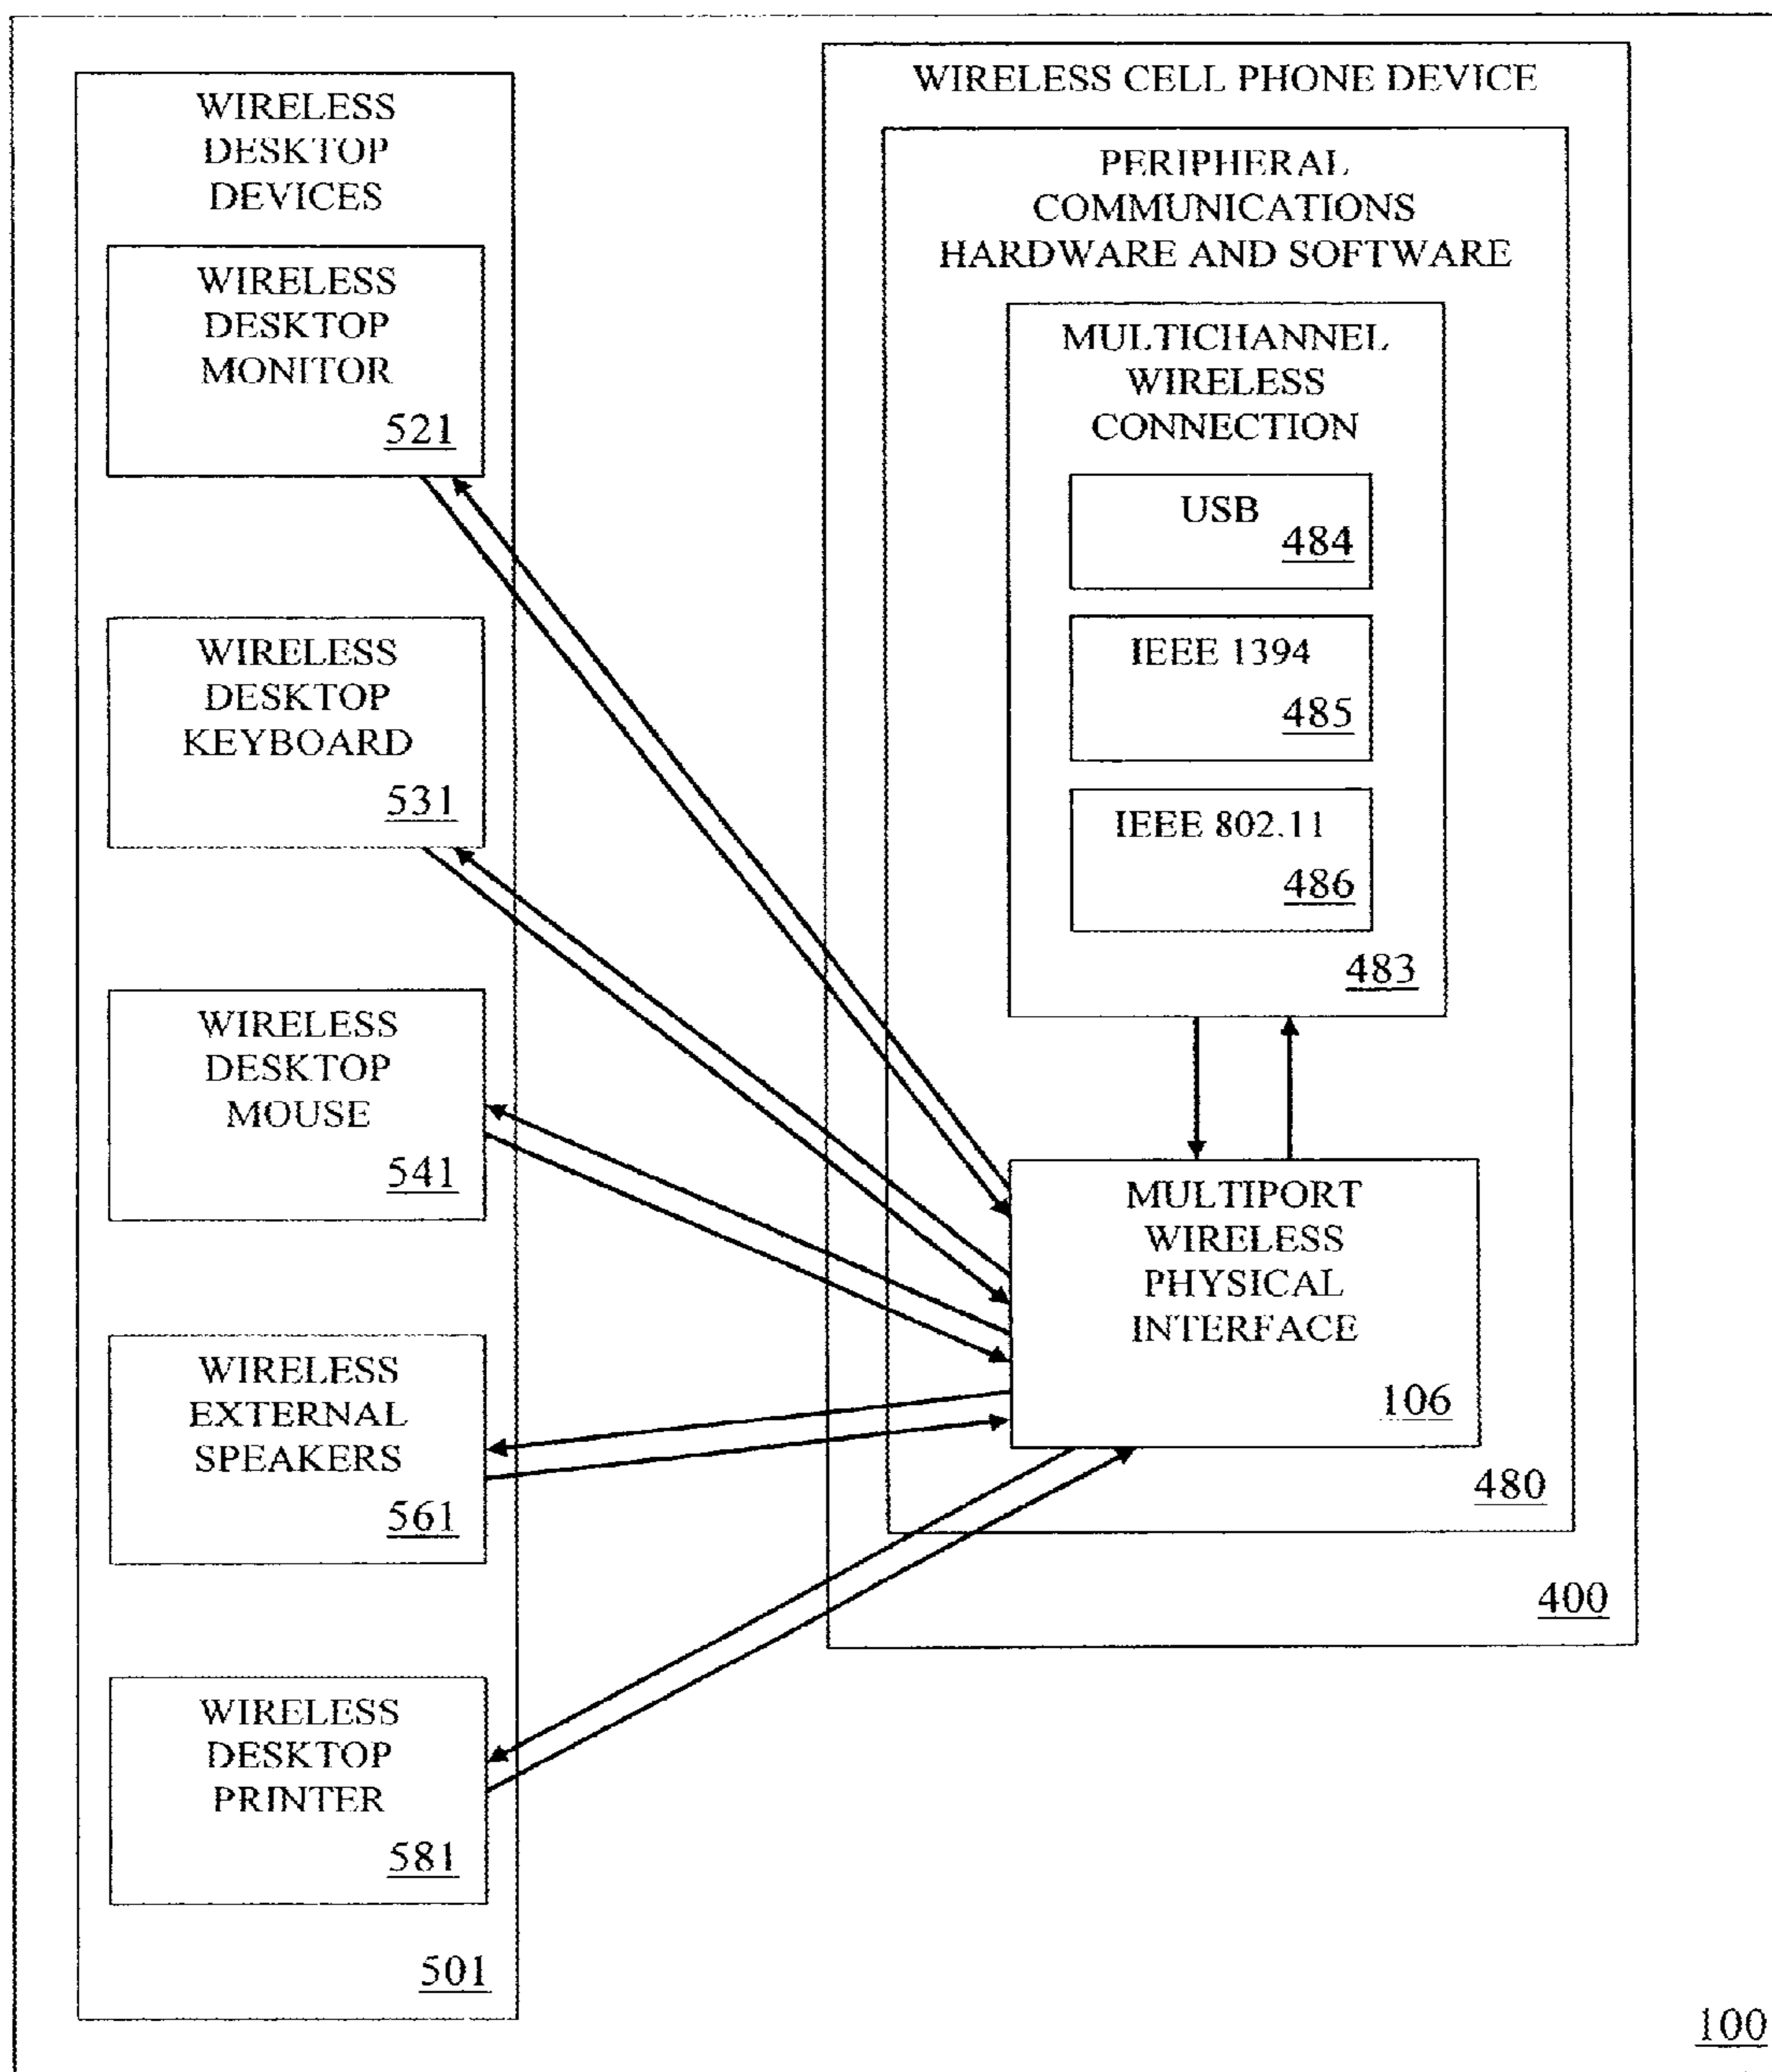 WIRELESS
DESKTOP
DEVICES
WIRELESS
DESKTOP
MONITOR
521
WIRELESS
DESKTOP
KEYBOARD
531
WIRELESS
DESKTOP
MOUSE
541
WIRELESS
EXTERNAL
SPEAKERS
561
WIRELESS
DESKTOP
PRINTER
581
501
WIRELESS CELL PHONE DEVICE
PERIPHERAL
COMMUNICATIONS
HARDWARE AND SOFTWARE
MULTICHANNEL
WIRELESS
CONNECTION
USB
484
IEEE 1394
485
IEEE 802.11
486
483
MULTIPORT
WIRELESS
PHYSICAL
INTERFACE
106
480
400
100